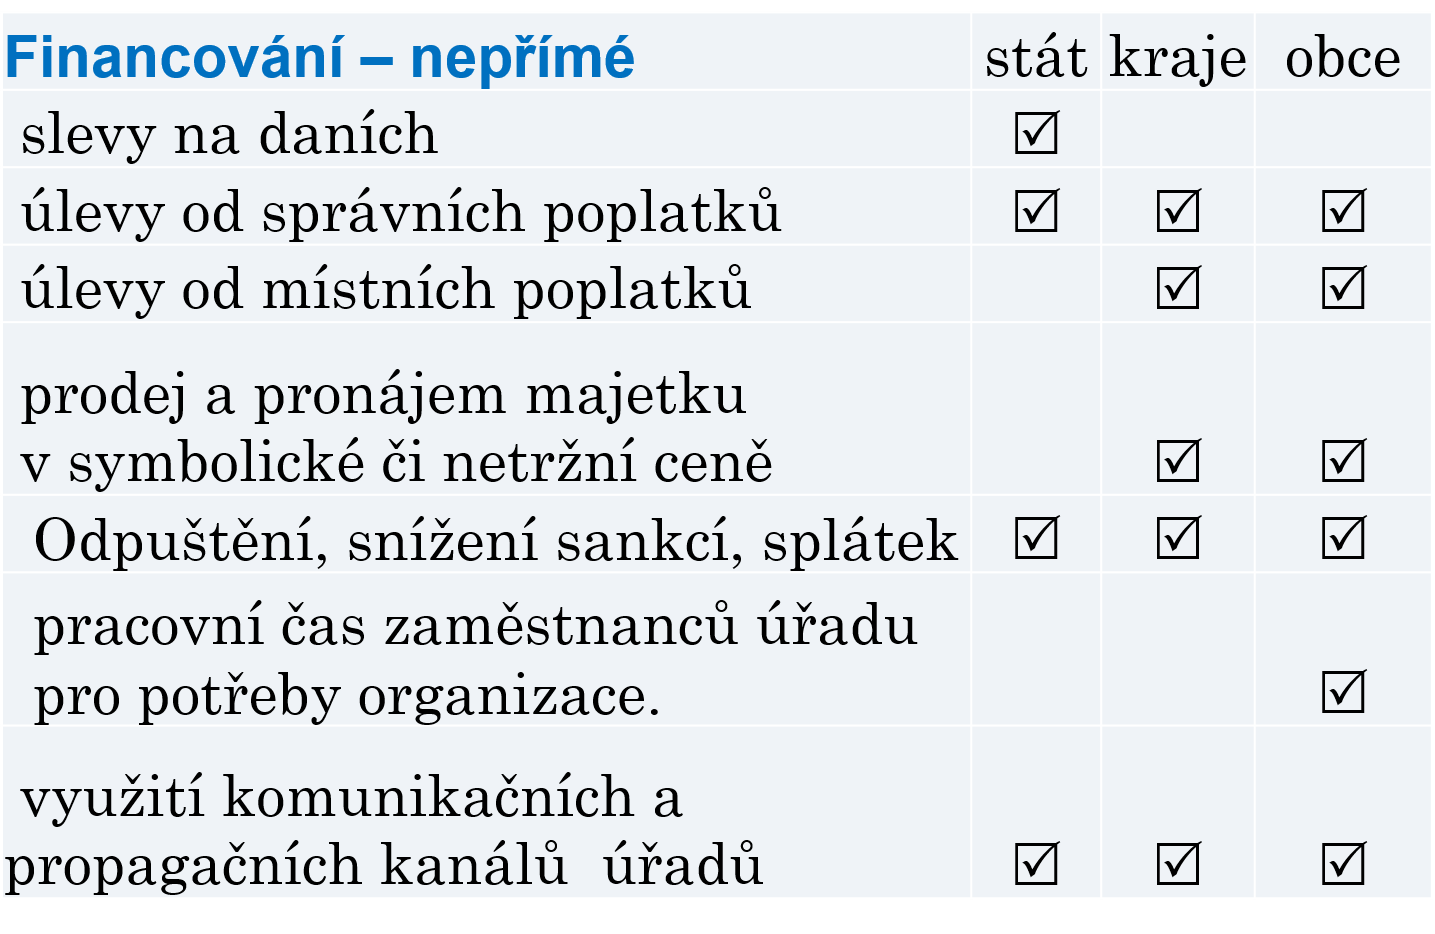 Financování – nepřímé stát kraje obce
slevy na daních ☑
úlevy od správních poplatků ☑ ☑ ☑
úlevy od místních poplatků ☑ ☑
prodej a pronájem majetku
v symbolické či netržní ceně ☑ ☑
Odpuštění, snížení sankcí, splátek ☑ ☑ ☑
pracovní čas zaměstnanců úřadu
pro potřeby organizace. ☑
využití komunikačních a
propagačních kanálů úřadů ☑ ☑ ☑